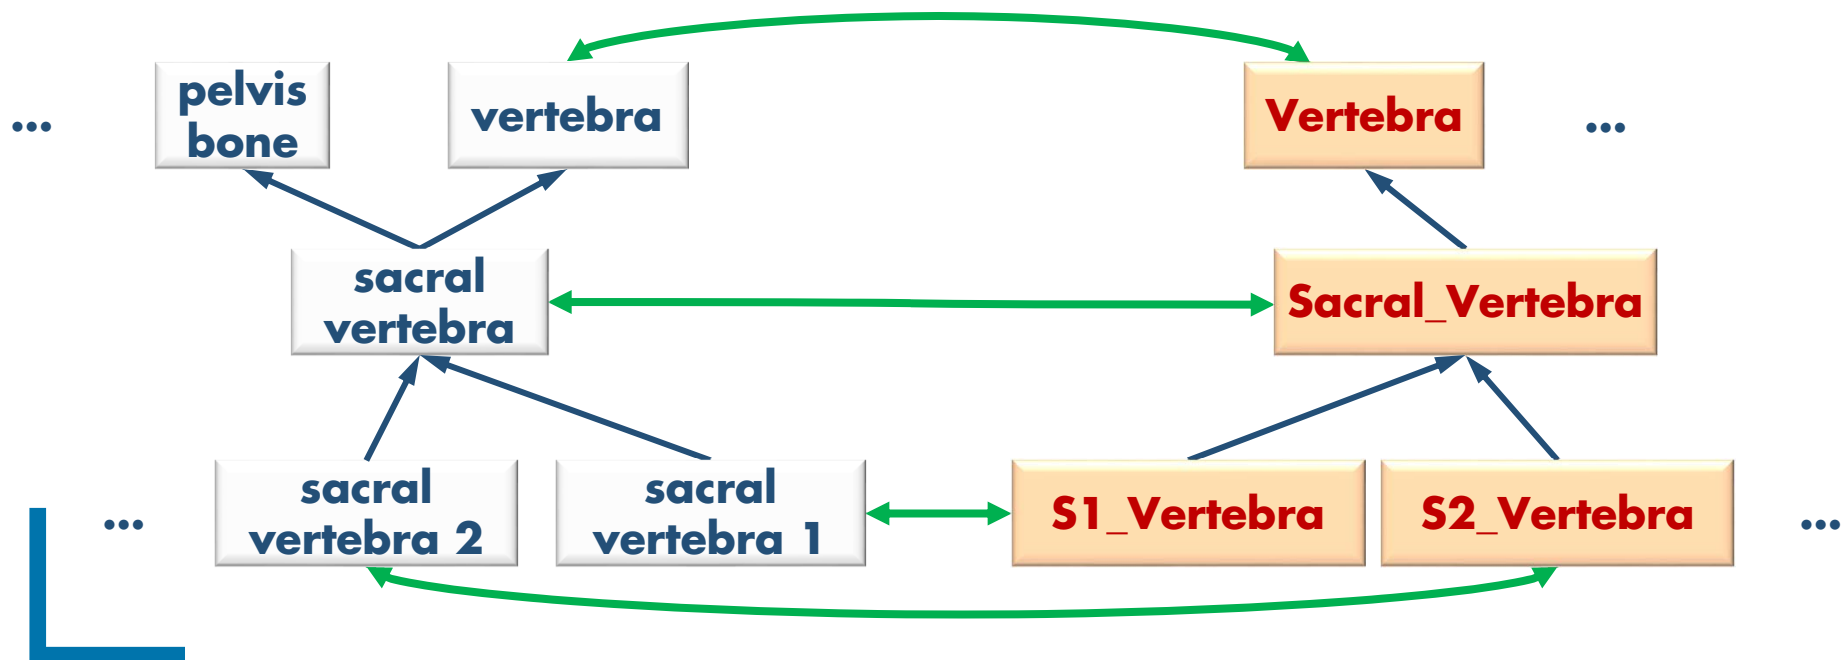 ... pelvis bone vertebra Vertebra ...
sacral
vertebra
Sacral_Vertebra
... sacral
vertebra 2
sacral
vertebra 1
S1_Vertebra
S2_Vertebra
...